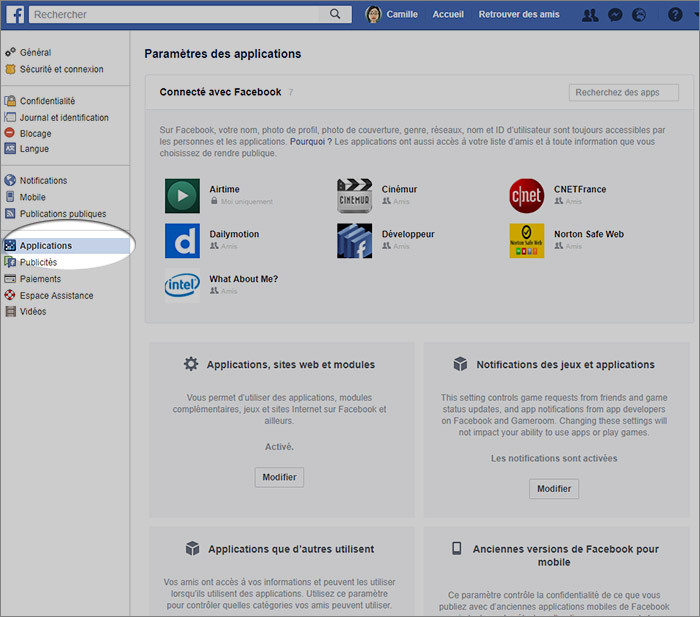 f Rechercher Camille Accueil Retrouver des amis ?
Général
Sécurité et connexion
Confidentialité
Journal et identification
Blocage
Langue
Notifications
Mobile
Publications publiques
Applications
Publicités
Paiements
Espace Assistance
Vidéos
Paramètres des applications
Connecté avec Facebook 7 Recherchez des apps
Sur Facebook, votre nom, photo de profil, photo de couverture, genre, réseaux, nom et ID d'utilisateur sont toujours accessibles par
les personnes et les applications. Pourquoi ? Les applications ont aussi accès à votre liste d'amis et à toute information que vous
choisissez de rendre publique.
Airtime
Moi uniquement
CINÉMUR
Cinémur
Amis
c|net
CNETFrance
Amis
d
Dailymotion
Amis
f
Développeur
Amis
Norton Safe Web
Norton Safe Web
Amis
intel
What About Me?
Amis
Applications, sites web et modules
Vous permet d'utiliser des applications, modules
complémentaires, jeux et sites Internet sur Facebook et
ailleurs.
Activé.
Modifier
Notifications des jeux et applications
This setting controls game requests from friends and game
status updates, and app notifications from app developers
on Facebook and Gameroom. Changing these settings will
not impact your ability to use apps or play games.
Les notifications sont activées
Modifier
Applications que d'autres utilisent
Vos amis ont accès à vos informations et peuvent les utiliser
lorsqu'ils utilisent des applications. Utilisez ce paramètre
pour contrôler quelles catégories vos amis peuvent utiliser.
Anciennes versions de Facebook pour
mobile
Ce paramètre contrôle la confidentialité de ce que vous
publiez avec d'anciennes applications mobiles de Facebook